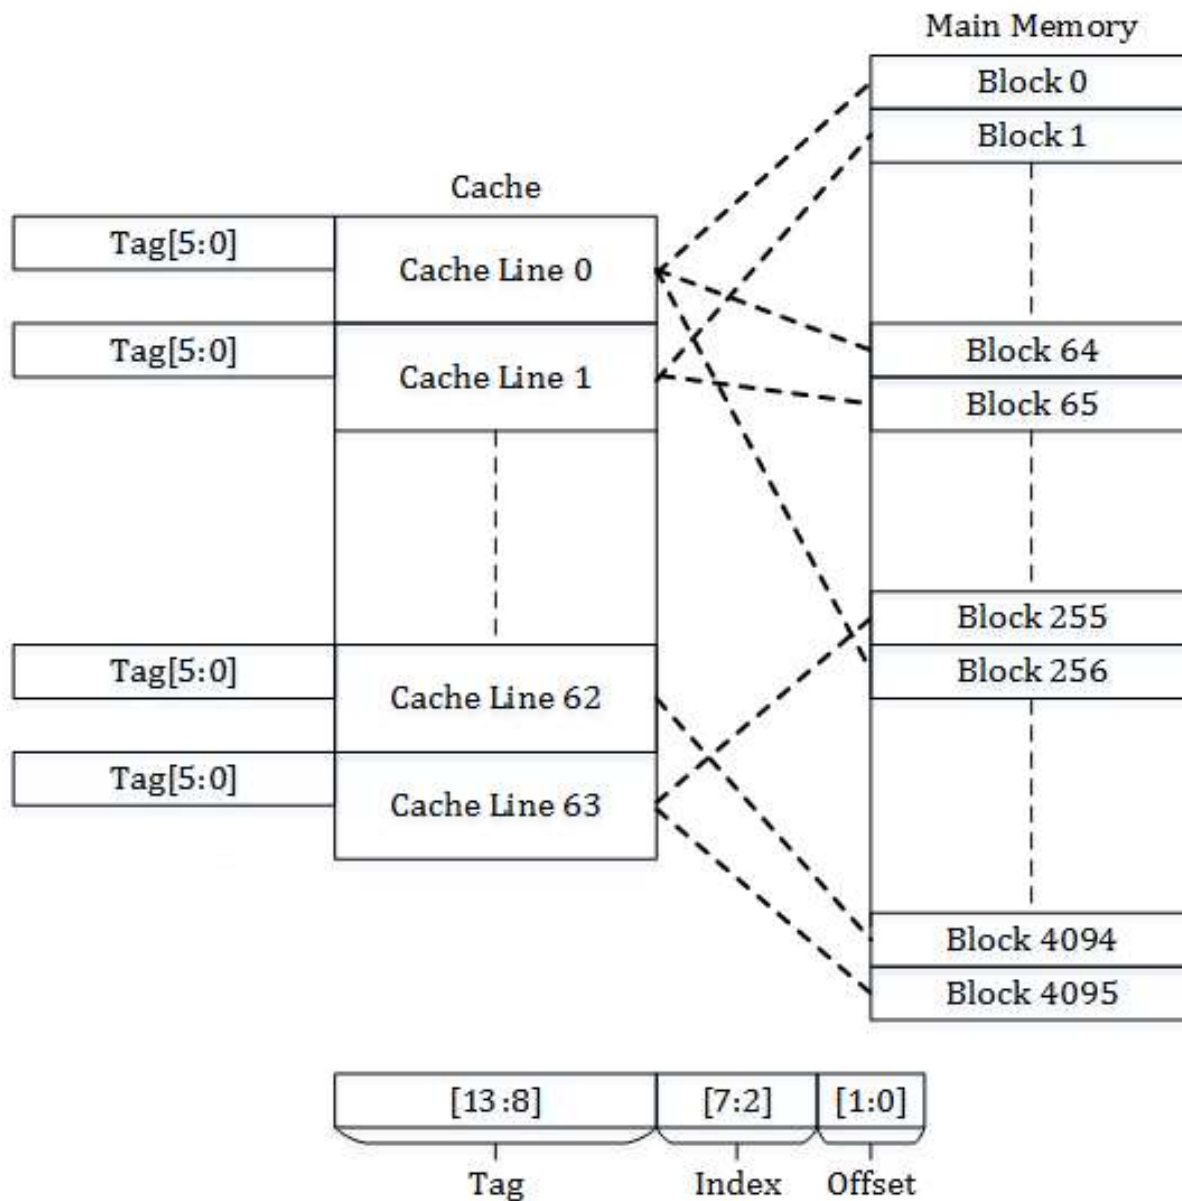 Main Memory
Block 0
Block 1
Cache
Tag[5:0]
Cache Line 0
Tag[5:0]
Cache Line 1
Block 64
Block 65
Block 255
Tag[5:0]
Cache Line 62
Block 256
Tag[5:0]
Cache Line 63
Block 4094
Block 4095
[13:8] [7:2] [1:0]
Tag Index Offset